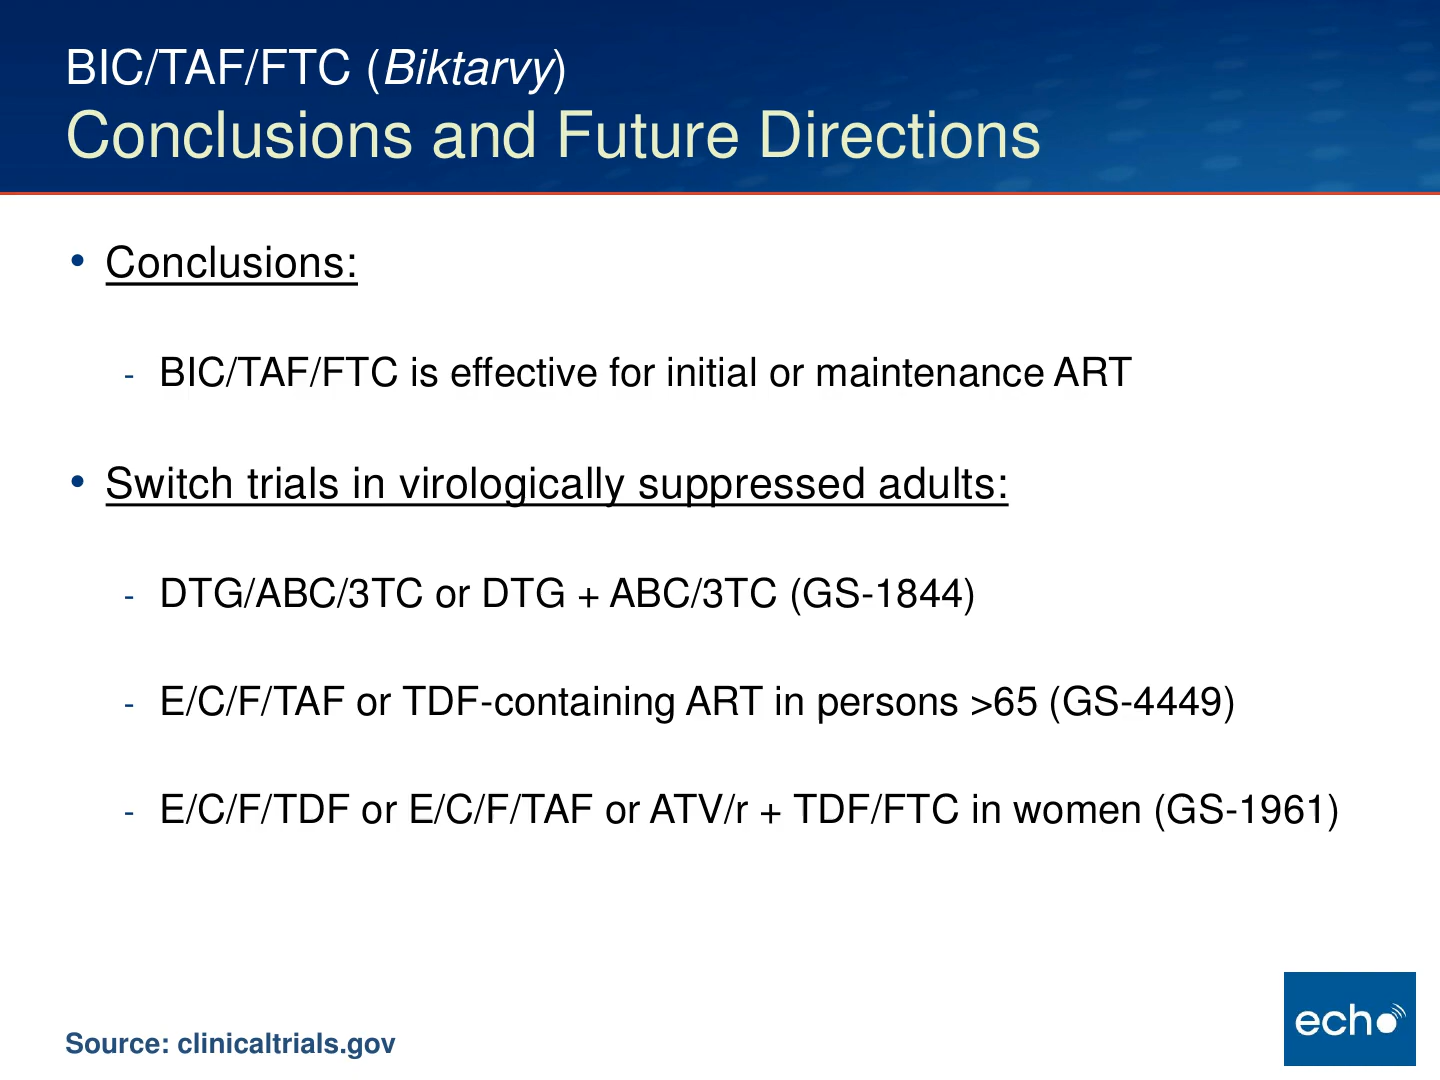 BIC/TAF/FTC (Biktarvy)
Conclusions and Future Directions
• Conclusions:
- BIC/TAF/FTC is effective for initial or maintenance ART
• Switch trials in virologically suppressed adults:
- DTG/ABC/3TC or DTG + ABC/3TC (GS-1844)
- E/C/F/TAF or TDF-containing ART in persons >65 (GS-4449)
- E/C/F/TDF or E/C/F/TAF or ATV/r + TDF/FTC in women (GS-1961)
Source: clinicaltrials.gov
echo